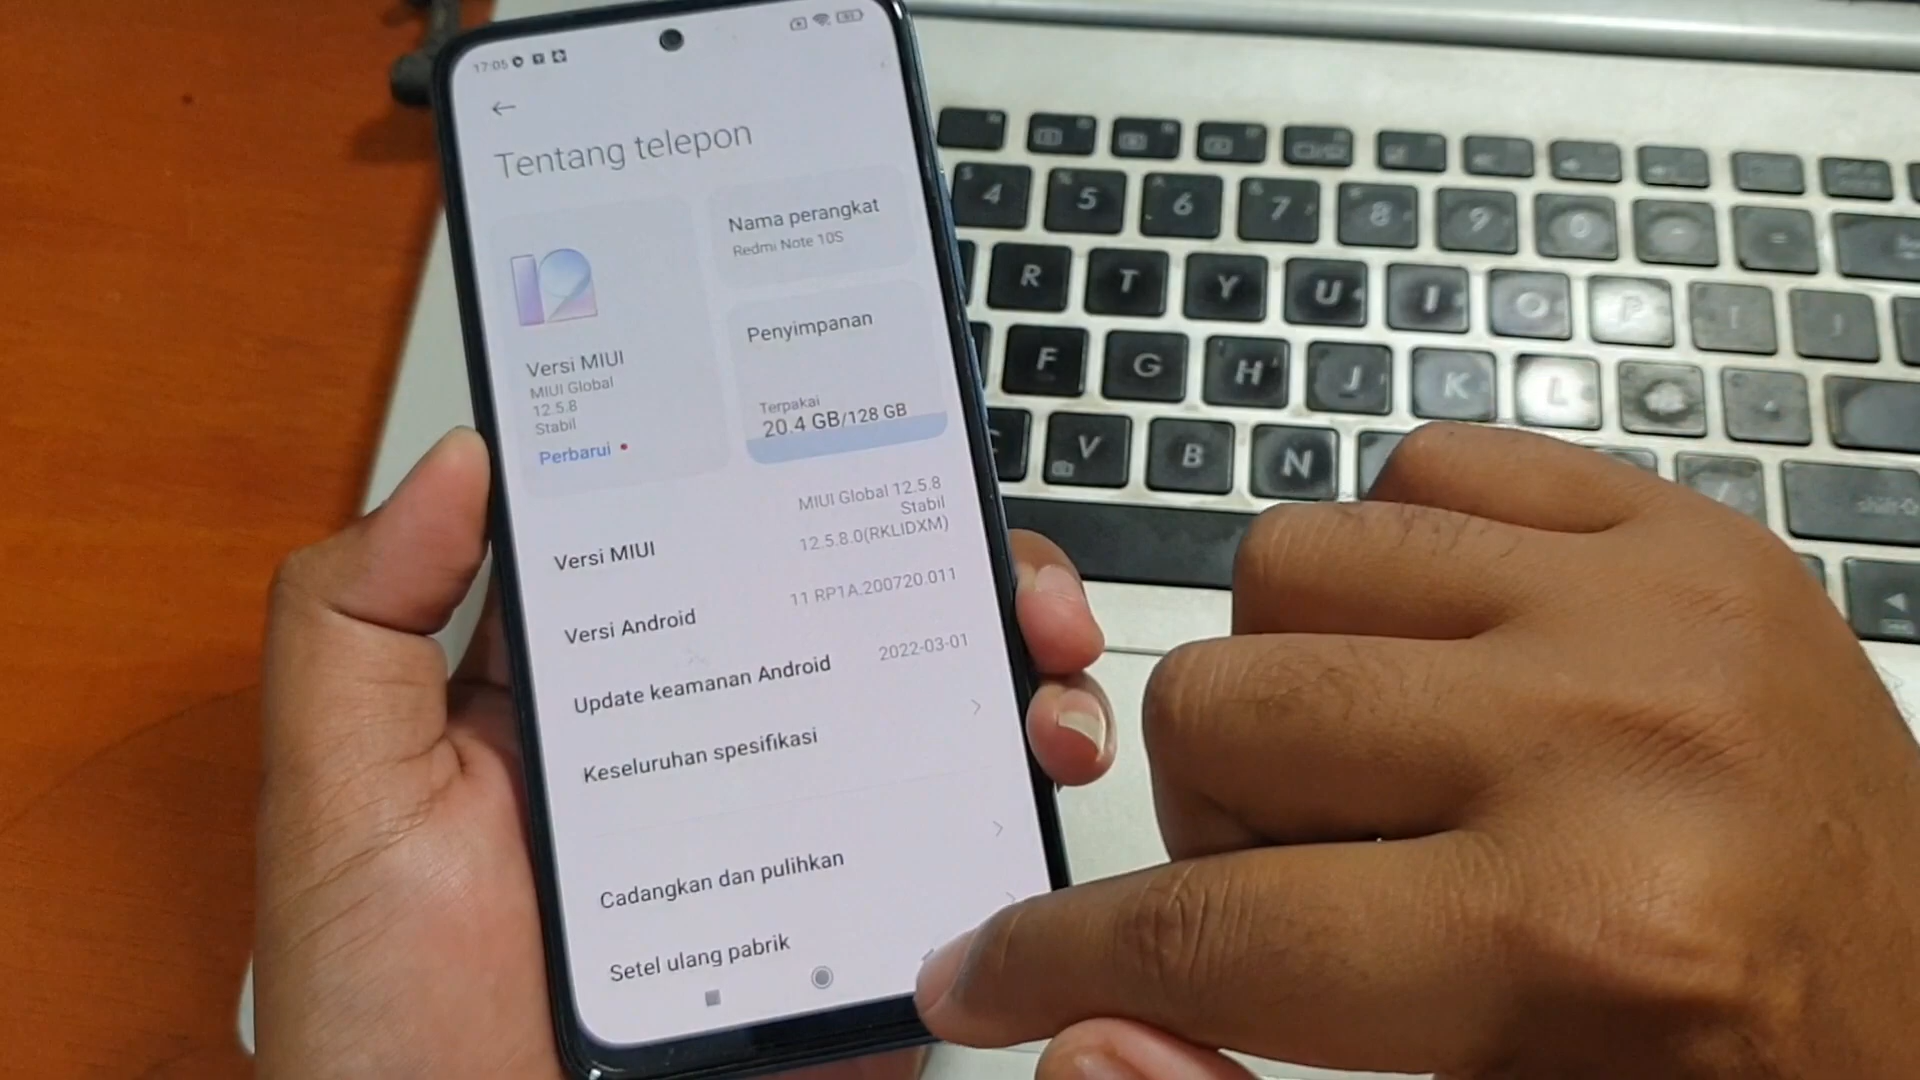 17:05
Tentang telepon
12
Versi MIUI
MIUI Global
12.5.8
Stabil
Perbarui
Nama perangkat
Redmi Note 10S
Penyimpanan
Terpakai
20.4 GB/128 GB
Versi MIUI
MIUI Global 12.5.8
Stabil
12.5.8.0(RKLIDXM)
Versi Android
11 RP1A.200720.011
Update keamanan Android
2022-03-01
Keseluruhan spesifikasi
Cadangkan dan pulihkan
Setel ulang pabrik
4 5 6 7 8 9 0 - =
R T Y U I O P [ ]
F G H J K L
V B N
shift